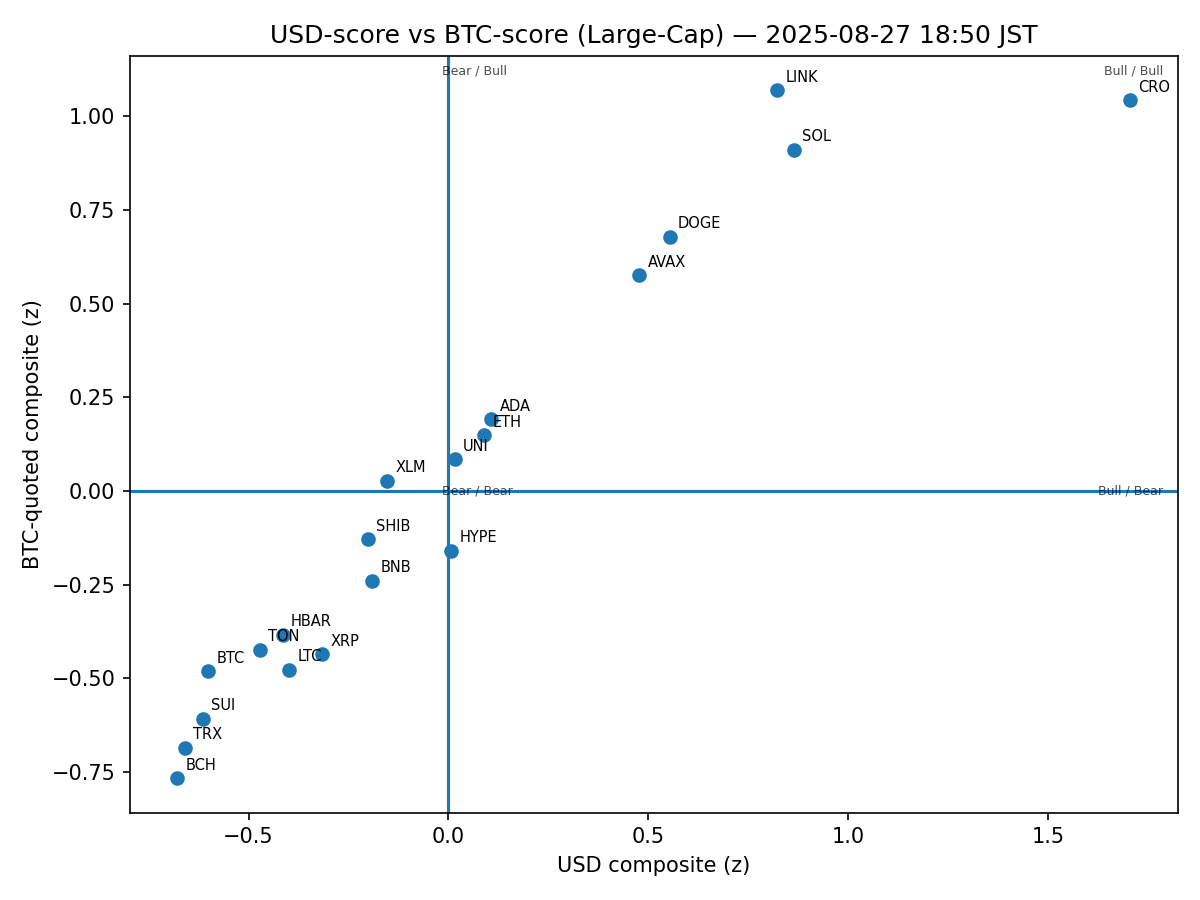 USD-score vs BTC-score (Large-Cap) — 2025-08-27 18:50 JST
Bear / Bull
Bull / Bull
LINK
CRO
SOL
DOGE
AVAX
ADA
ETH
UNI
XLM
Bear / Bear
Bull / Bear
SHIB
HYPE
BNB
HBAR
TON
XRP
LTC
BTC
SUI
TRX
BCH
1.00
0.75
0.50
0.25
0.00
−0.25
−0.50
−0.75
BTC-quoted composite (z)
−0.5
0.0
0.5
1.0
1.5
USD composite (z)